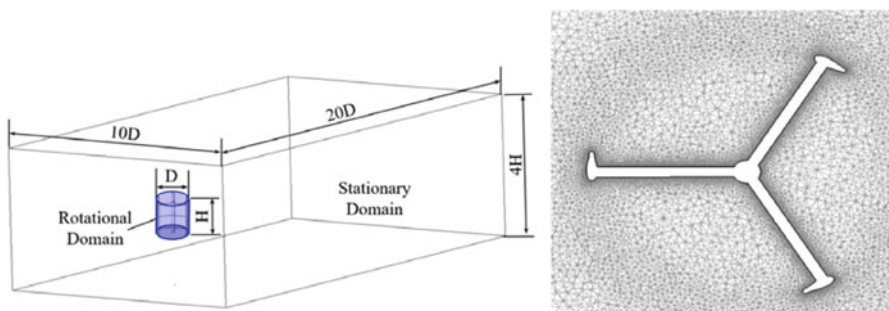 10D
20D
D
H
4H
Rotational
Domain
Stationary
Domain